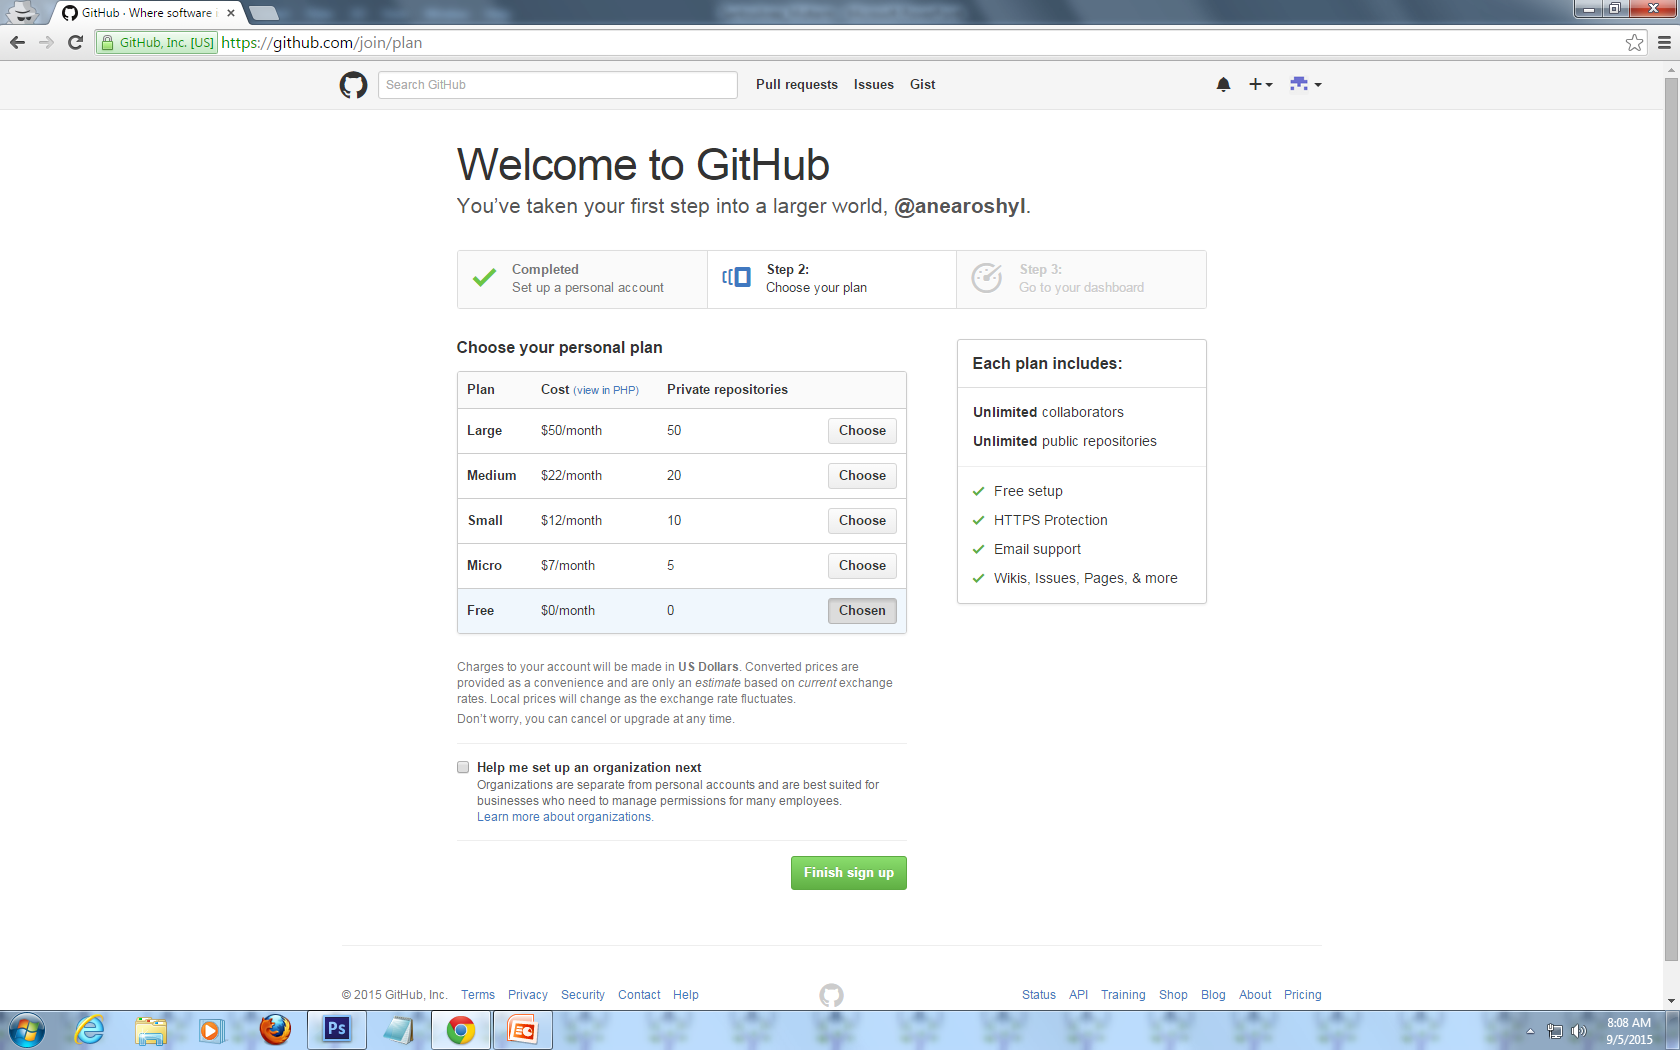 GitHub · Where software i
GitHub, Inc. [US] https://github.com/join/plan
Search GitHub Pull requests Issues Gist
Welcome to GitHub
You've taken your first step into a larger world, @anearoshyl.
Completed
Set up a personal account
Step 2:
Choose your plan
Step 3:
Go to your dashboard
Choose your personal plan
Plan Cost (view in PHP) Private repositories
Large $50/month 50 Choose
Medium $22/month 20 Choose
Small $12/month 10 Choose
Micro $7/month 5 Choose
Free $0/month 0 Chosen
Each plan includes:
Unlimited collaborators
Unlimited public repositories
Free setup
HTTPS Protection
Email support
Wikis, Issues, Pages, & more
Charges to your account will be made in US Dollars. Converted prices are
provided as a convenience and are only an estimate based on current exchange
rates. Local prices will change as the exchange rate fluctuates.
Don't worry, you can cancel or upgrade at any time.
Help me set up an organization next
Organizations are separate from personal accounts and are best suited for
businesses who need to manage permissions for many employees.
Learn more about organizations.
Finish sign up
© 2015 GitHub, Inc. Terms Privacy Security Contact Help
Status API Training Shop Blog About Pricing
Ps
8:08 AM
9/5/2015